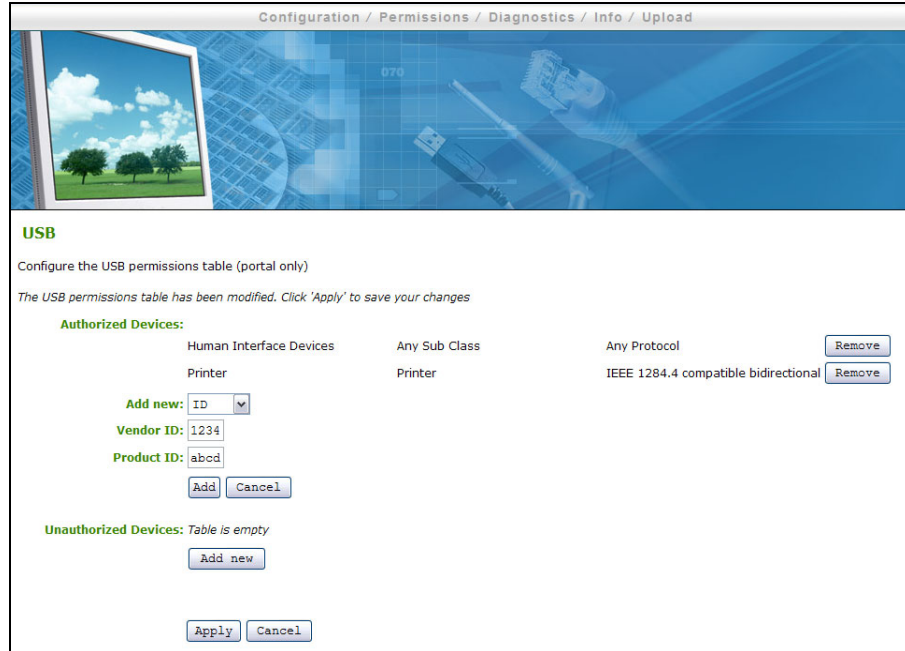 Configuration / Permissions / Diagnostics / Info / Upload
070
USB
Configure the USB permissions table (portal only)
The USB permissions table has been modified. Click 'Apply' to save your changes
Authorized Devices:
Human Interface Devices Any Sub Class Any Protocol Remove
Printer Printer IEEE 1284.4 compatible bidirectional Remove
Add new: ID
Vendor ID: 1234
Product ID: abcd
Add Cancel
Unauthorized Devices: Table is empty
Add new
Apply Cancel